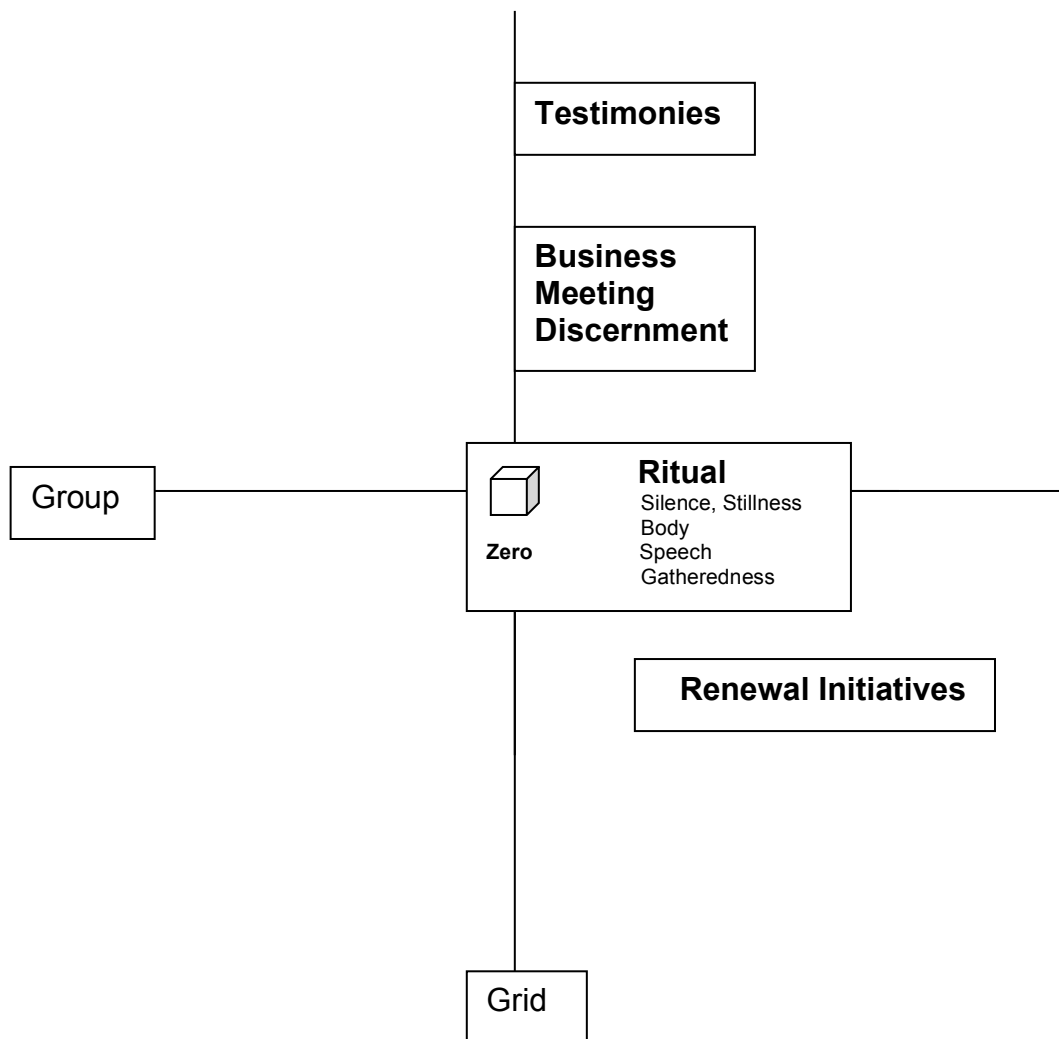 Testimonies
Business
Meeting
Discernment
Group
Zero
Ritual
Silence, Stillness
Body
Speech
Gatheredness
Renewal Initiatives
Grid